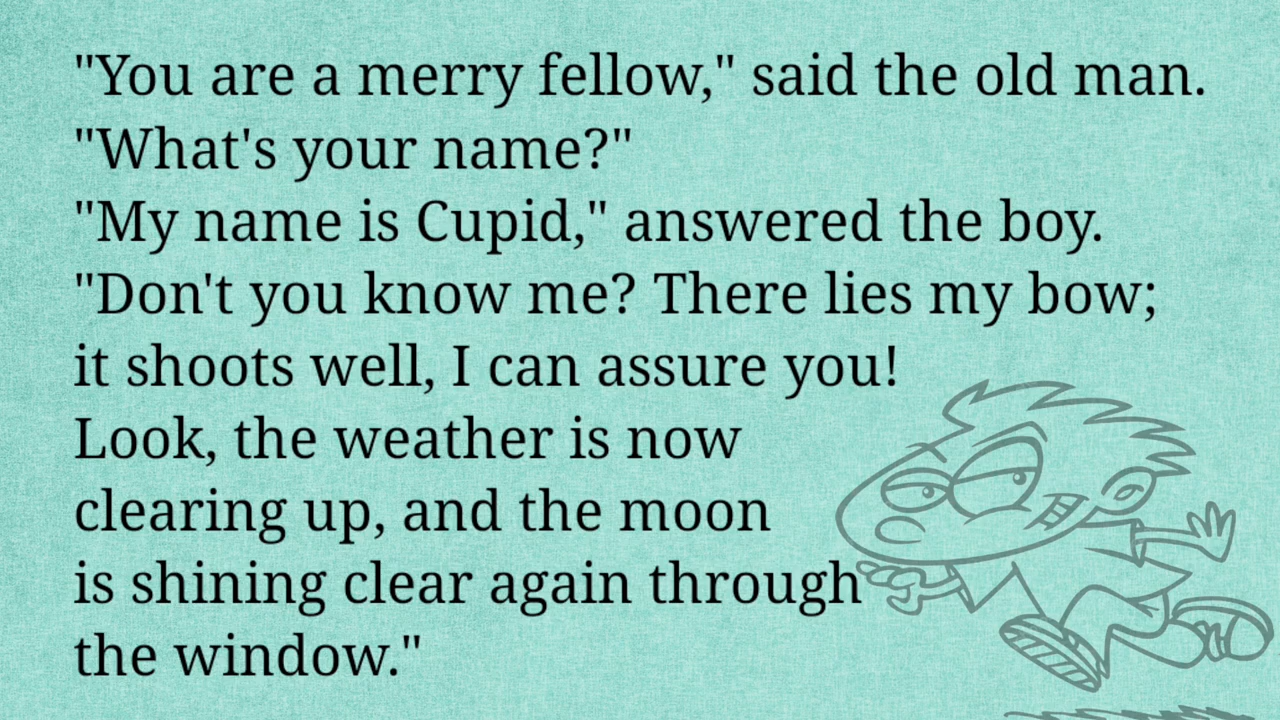 "You are a merry fellow," said the old man.
"What's your name?"
"My name is Cupid," answered the boy.
"Don't you know me? There lies my bow;
it shoots well, I can assure you!
Look, the weather is now
clearing up, and the moon
is shining clear again through
the window."